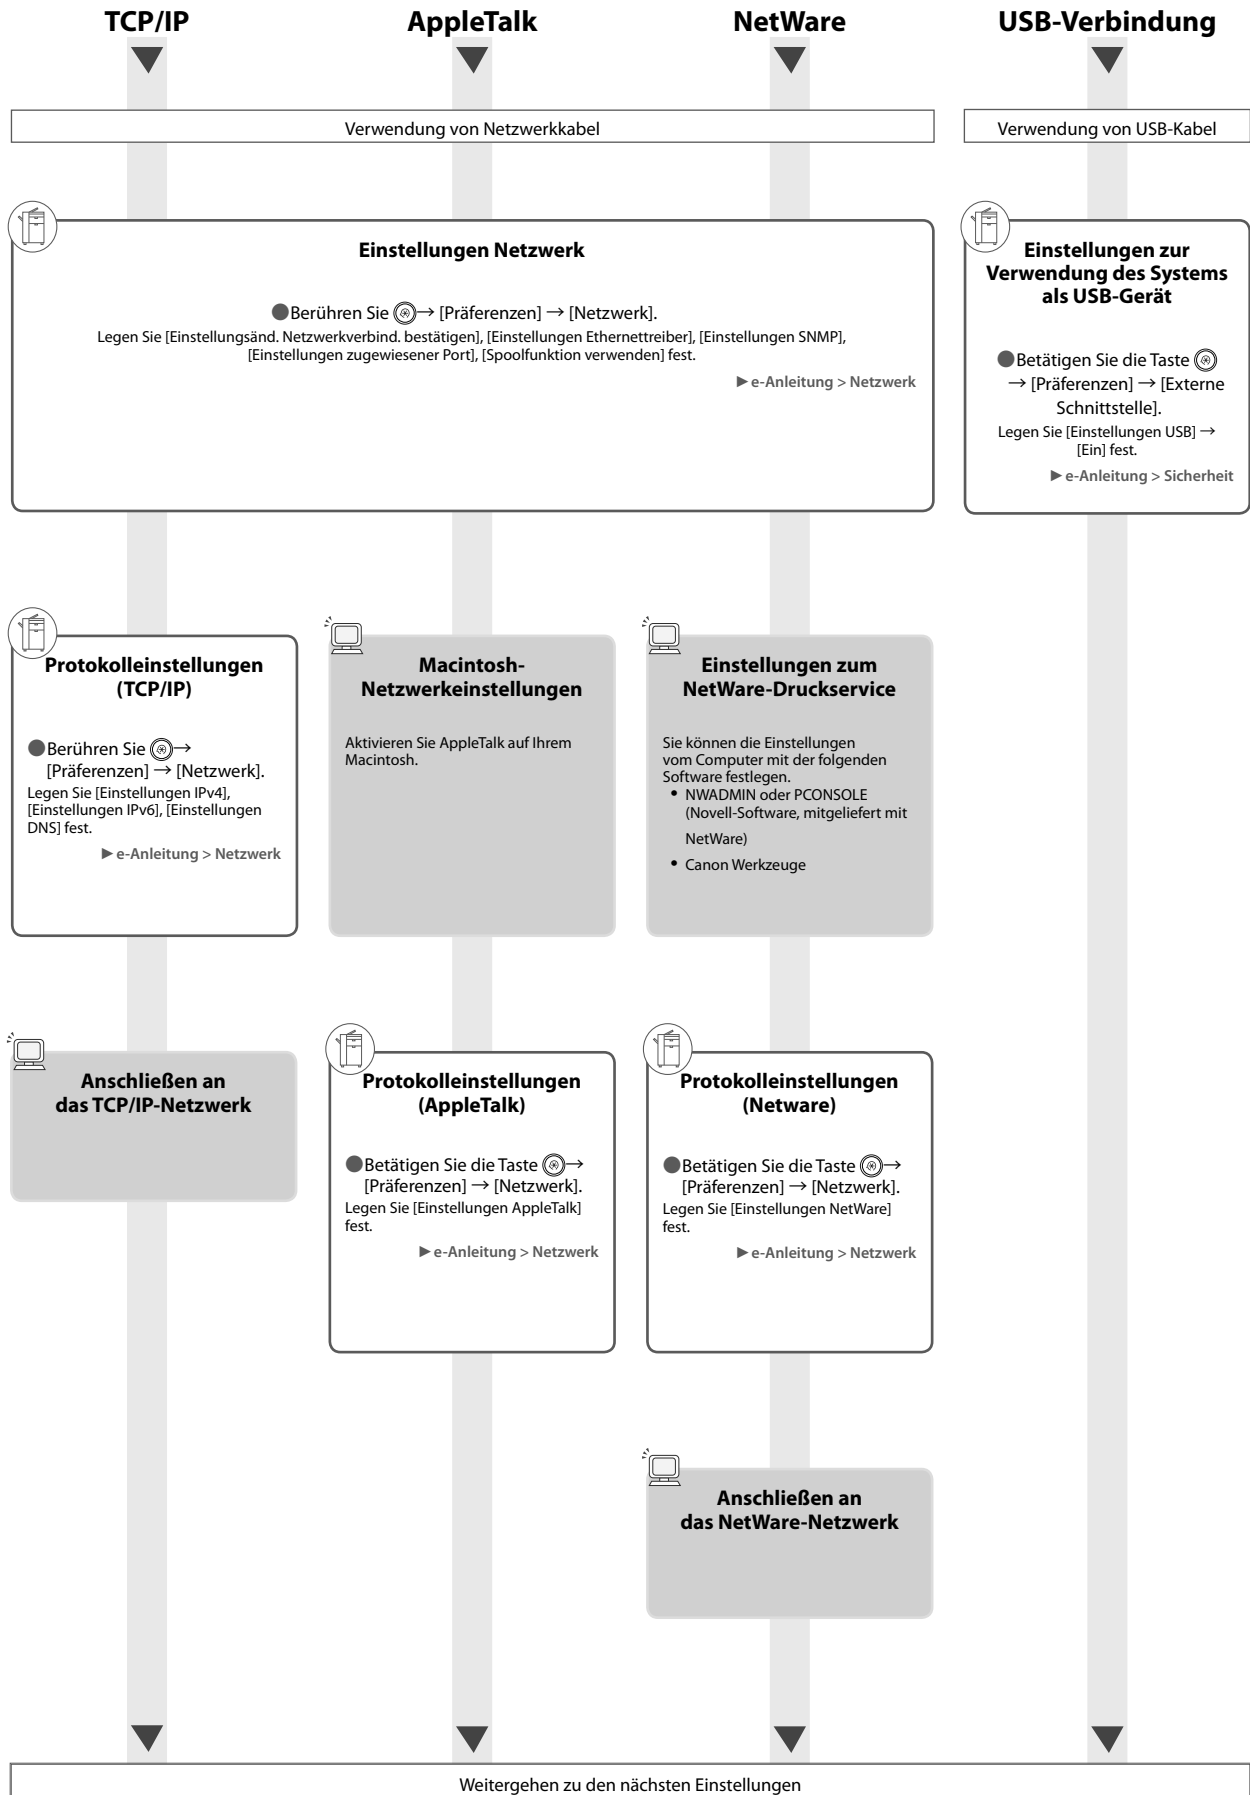 TCP/IP
AppleTalk
NetWare
USB-Verbindung
Verwendung von Netzwerkkabel
Verwendung von USB-Kabel
Einstellungen Netzwerk
●Berühren Sie → [Präferenzen] → [Netzwerk].
Legen Sie [Einstellungsänd. Netzwerkverbind. bestätigen], [Einstellungen Ethernettreiber], [Einstellungen SNMP],
[Einstellungen zugewiesener Port], [Spoolfunktion verwenden] fest.
►e-Anleitung > Netzwerk
Einstellungen zur
Verwendung des Systems
als USB-Gerät
●Betätigen Sie die Taste
→ [Präferenzen] → [Externe
Schnittstelle].
Legen Sie [Einstellungen USB] →
[Ein] fest.
►e-Anleitung > Sicherheit
Protokolleinstellungen
(TCP/IP)
●Berühren Sie →
[Präferenzen] → [Netzwerk].
Legen Sie [Einstellungen IPv4],
[Einstellungen IPv6], [Einstellungen
DNS] fest.
►e-Anleitung > Netzwerk
Macintosh-
Netzwerkeinstellungen
Aktivieren Sie AppleTalk auf Ihrem
Macintosh.
Einstellungen zum
NetWare-Druckservice
Sie können die Einstellungen
vom Computer mit der folgenden
Software festlegen.
• NWADMIN oder PCONSOLE
(Novell-Software, mitgeliefert mit
NetWare)
• Canon Werkzeuge
Anschließen an
das TCP/IP-Netzwerk
Protokolleinstellungen
(AppleTalk)
●Betätigen Sie die Taste →
[Präferenzen] → [Netzwerk].
Legen Sie [Einstellungen AppleTalk]
fest.
►e-Anleitung > Netzwerk
Protokolleinstellungen
(Netware)
●Betätigen Sie die Taste →
[Präferenzen] → [Netzwerk].
Legen Sie [Einstellungen NetWare]
fest.
►e-Anleitung > Netzwerk
Anschließen an
das NetWare-Netzwerk
Weitergehen zu den nächsten Einstellungen